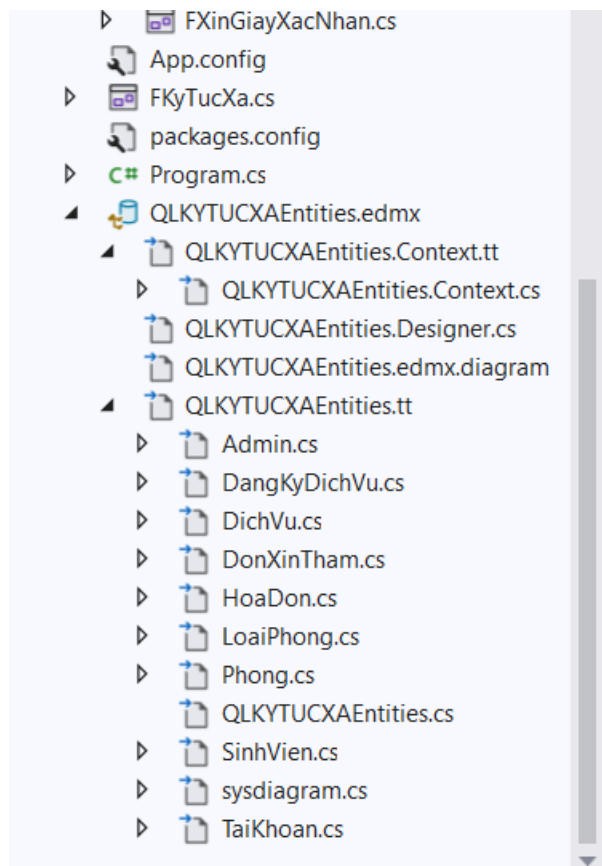 FXinGiayXacNhan.cs
App.config
FKyTucXa.cs
packages.config
C# Program.cs
QLKYTUCXAEntities.edmx
QLKYTUCXAEntities.Context.tt
QLKYTUCXAEntities.Context.cs
QLKYTUCXAEntities.Designer.cs
QLKYTUCXAEntities.edmx.diagram
QLKYTUCXAEntities.tt
Admin.cs
DangKyDichVu.cs
DichVu.cs
DonXinTham.cs
HoaDon.cs
LoaiPhong.cs
Phong.cs
QLKYTUCXAEntities.cs
SinhVien.cs
sysdiagram.cs
TaiKhoan.cs